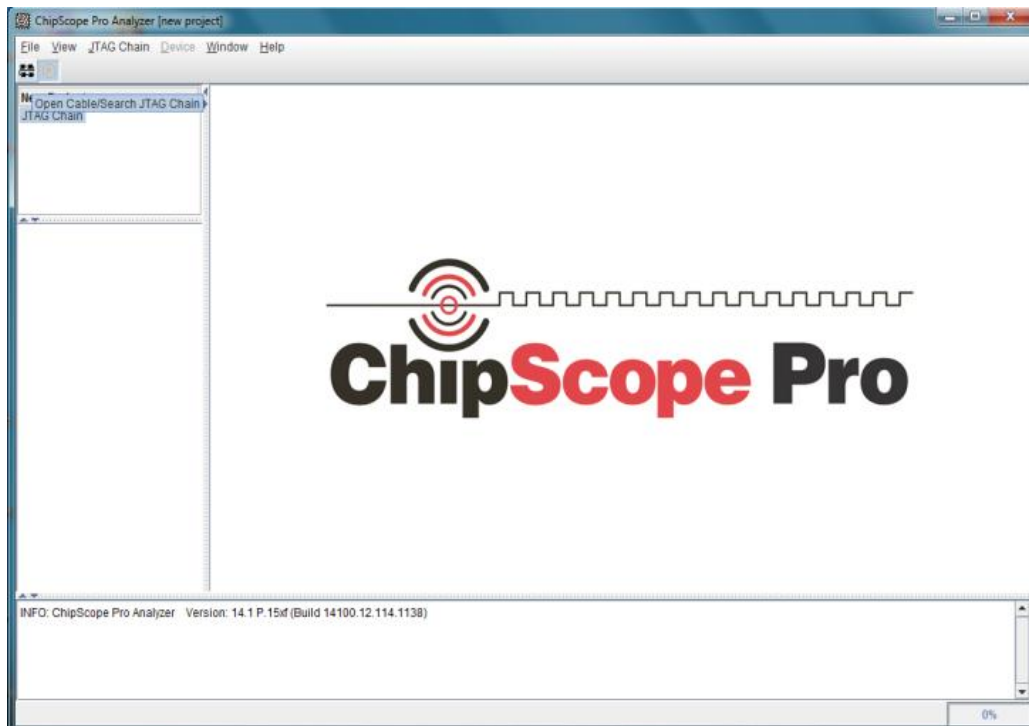 ChipScope Pro Analyzer [new project]
File View JTAG Chain Device Window Help
Open Cable/Search JTAG Chain
JTAG Chain
ChipScope Pro
INFO: ChipScope Pro Analyzer Version: 14.1 P.15xf (Build 14100.12.114.1138)
0%